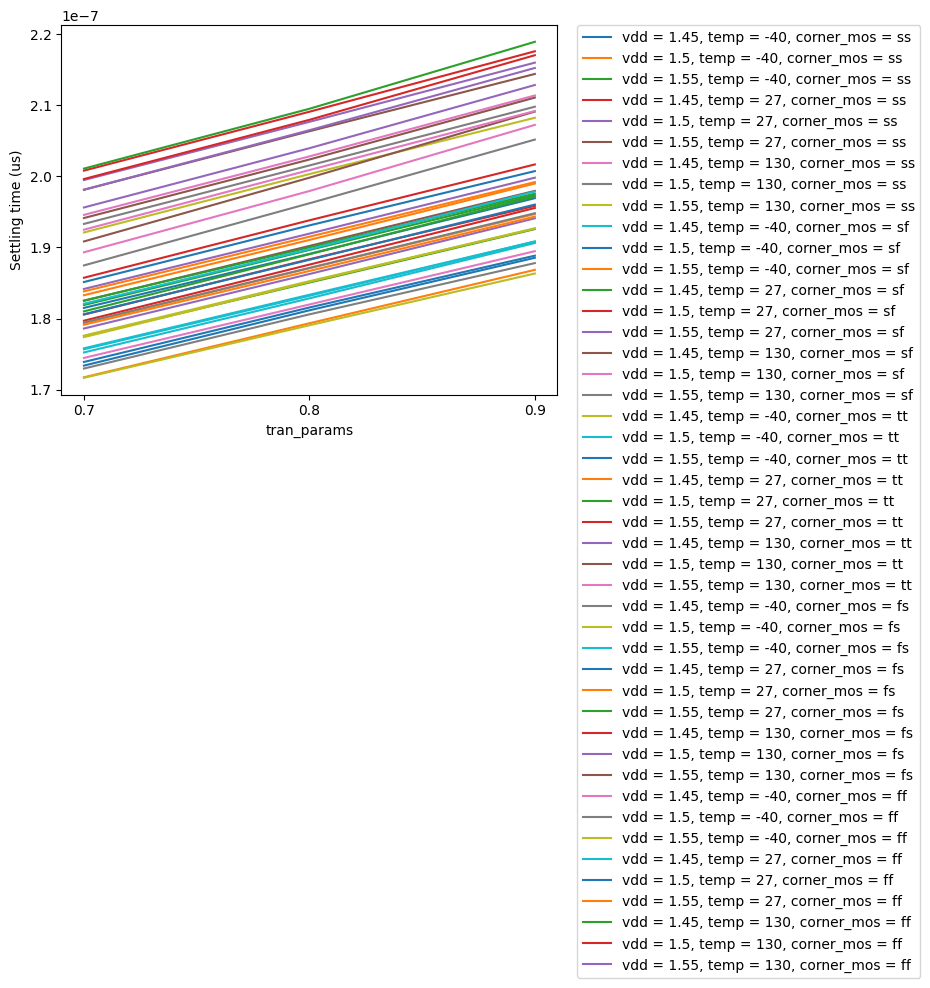 1e−7
2.2
2.1
2.0
1.9
1.8
1.7
Settling time (us)
0.7
0.8
0.9
tran_params
vdd = 1.45, temp = -40, corner_mos = ss
vdd = 1.5, temp = -40, corner_mos = ss
vdd = 1.55, temp = -40, corner_mos = ss
vdd = 1.45, temp = 27, corner_mos = ss
vdd = 1.5, temp = 27, corner_mos = ss
vdd = 1.55, temp = 27, corner_mos = ss
vdd = 1.45, temp = 130, corner_mos = ss
vdd = 1.5, temp = 130, corner_mos = ss
vdd = 1.55, temp = 130, corner_mos = ss
vdd = 1.45, temp = -40, corner_mos = sf
vdd = 1.5, temp = -40, corner_mos = sf
vdd = 1.55, temp = -40, corner_mos = sf
vdd = 1.45, temp = 27, corner_mos = sf
vdd = 1.5, temp = 27, corner_mos = sf
vdd = 1.55, temp = 27, corner_mos = sf
vdd = 1.45, temp = 130, corner_mos = sf
vdd = 1.5, temp = 130, corner_mos = sf
vdd = 1.55, temp = 130, corner_mos = sf
vdd = 1.45, temp = -40, corner_mos = tt
vdd = 1.5, temp = -40, corner_mos = tt
vdd = 1.55, temp = -40, corner_mos = tt
vdd = 1.45, temp = 27, corner_mos = tt
vdd = 1.5, temp = 27, corner_mos = tt
vdd = 1.55, temp = 27, corner_mos = tt
vdd = 1.45, temp = 130, corner_mos = tt
vdd = 1.5, temp = 130, corner_mos = tt
vdd = 1.55, temp = 130, corner_mos = tt
vdd = 1.45, temp = -40, corner_mos = fs
vdd = 1.5, temp = -40, corner_mos = fs
vdd = 1.55, temp = -40, corner_mos = fs
vdd = 1.45, temp = 27, corner_mos = fs
vdd = 1.5, temp = 27, corner_mos = fs
vdd = 1.55, temp = 27, corner_mos = fs
vdd = 1.45, temp = 130, corner_mos = fs
vdd = 1.5, temp = 130, corner_mos = fs
vdd = 1.55, temp = 130, corner_mos = fs
vdd = 1.45, temp = -40, corner_mos = ff
vdd = 1.5, temp = -40, corner_mos = ff
vdd = 1.55, temp = -40, corner_mos = ff
vdd = 1.45, temp = 27, corner_mos = ff
vdd = 1.5, temp = 27, corner_mos = ff
vdd = 1.55, temp = 27, corner_mos = ff
vdd = 1.45, temp = 130, corner_mos = ff
vdd = 1.5, temp = 130, corner_mos = ff
vdd = 1.55, temp = 130, corner_mos = ff